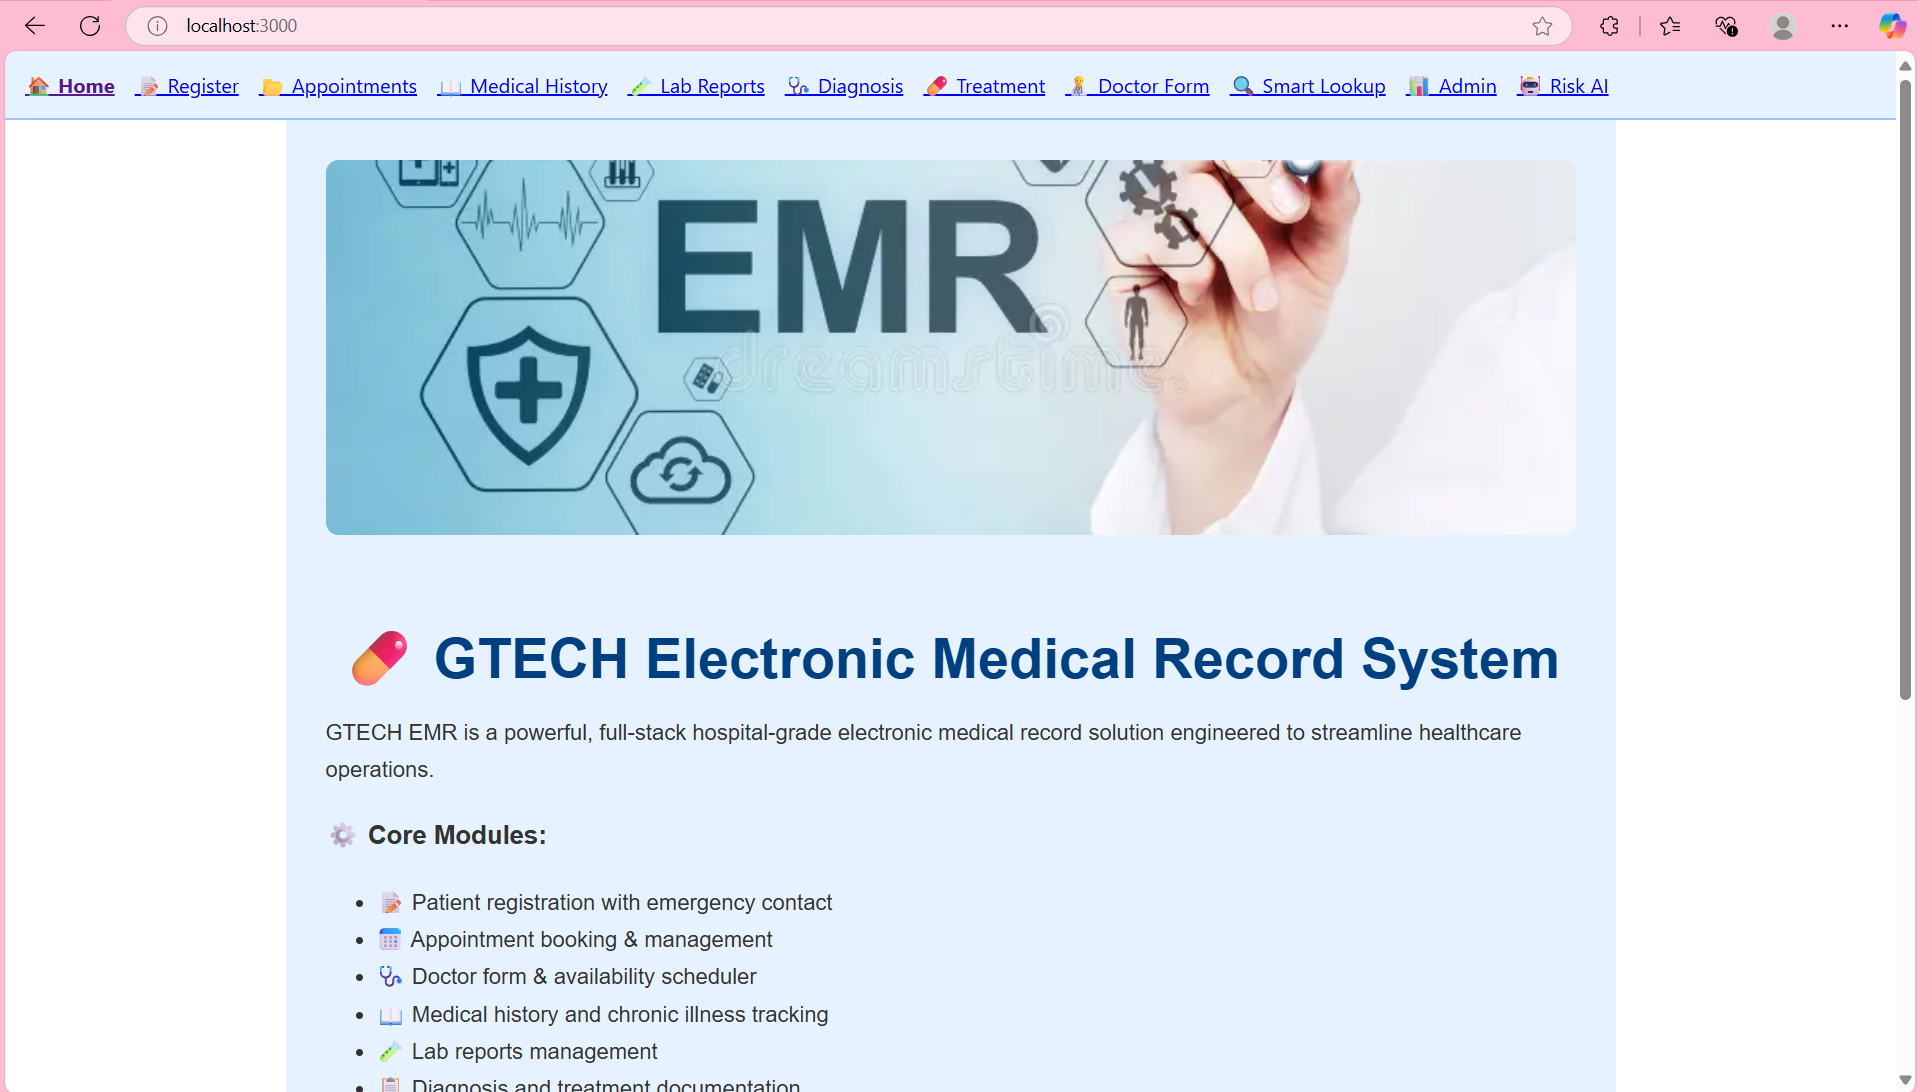 localhost:3000
Home Register Appointments Medical History Lab Reports Diagnosis Treatment Doctor Form Smart Lookup Admin Risk AI
EMR
dreamstime.
GTECH Electronic Medical Record System
GTECH EMR is a powerful, full-stack hospital-grade electronic medical record solution engineered to streamline healthcare
operations.
Core Modules:
• Patient registration with emergency contact
• Appointment booking & management
• Doctor form & availability scheduler
• Medical history and chronic illness tracking
• Lab reports management
• Diagnosis and treatment documentation